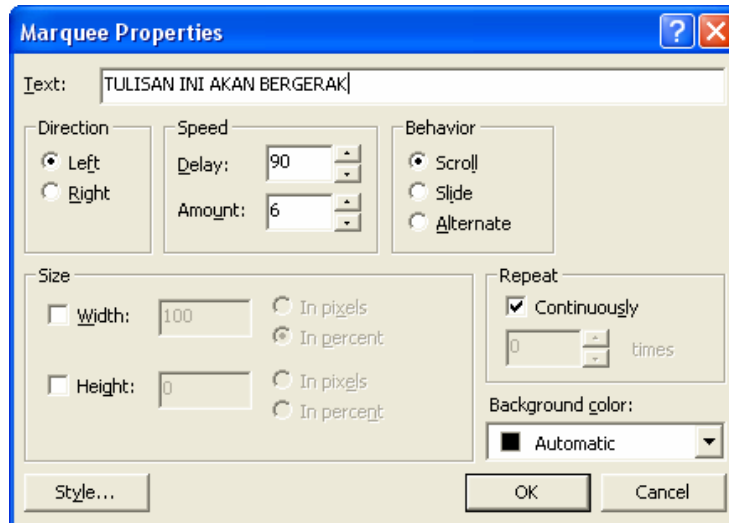 Marquee Properties
Text: TULISAN INI AKAN BERGERAK
Direction
Left
Right
Speed
Delay: 90
Amount: 6
Behavior
Scroll
Slide
Alternate
Size
Width: 100
In pixels
In percent
Height: 0
In pixels
In percent
Repeat
Continuously
0 times
Background color:
Automatic
Style...
OK
Cancel